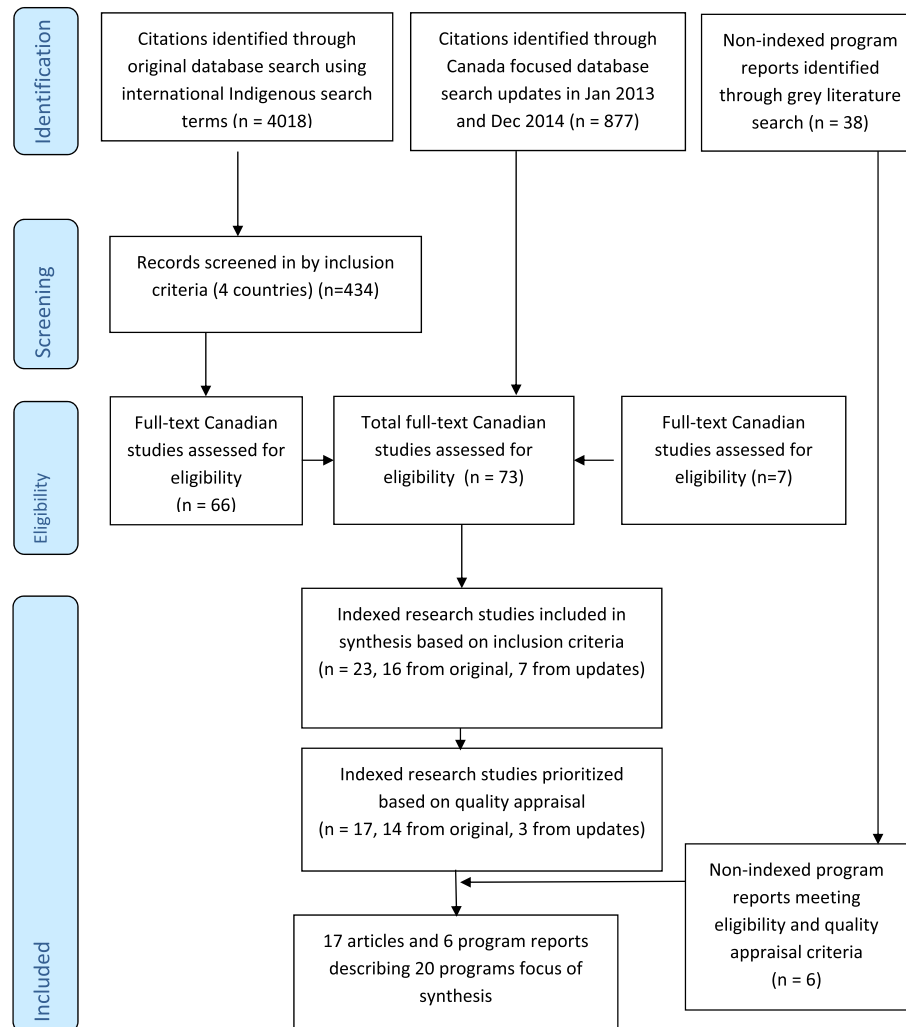 Identification
Citations identified through
original database search using
international Indigenous search
terms (n = 4018)
Citations identified through
Canada focused database
search updates in Jan 2013
and Dec 2014 (n = 877)
Non-indexed program
reports identified
through grey literature
search (n = 38)
Screening
Records screened in by inclusion
criteria (4 countries) (n=434)
Eligibility
Full-text Canadian
studies assessed for
eligibility
(n = 66)
Total full-text Canadian
studies assessed for
eligibility (n = 73)
Full-text Canadian
studies assessed for
eligibility (n=7)
Included
Indexed research studies included in
synthesis based on inclusion criteria
(n = 23, 16 from original, 7 from updates)
Indexed research studies prioritized
based on quality appraisal
(n = 17, 14 from original, 3 from updates)
Non-indexed program
reports meeting
eligibility and quality
appraisal criteria
(n = 6)
17 articles and 6 program reports
describing 20 programs focus of
synthesis